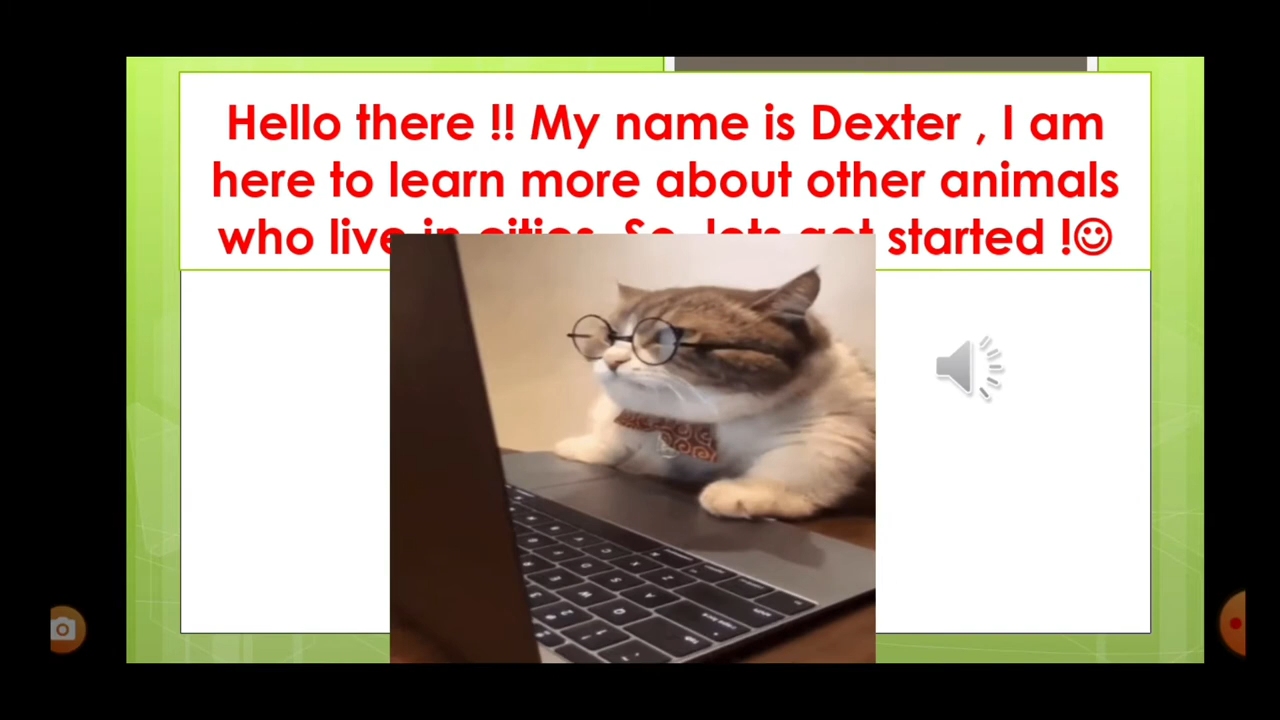 Hello there !! My name is Dexter , I am
here to learn more about other animals
who live in cities. So, lets get started !☺